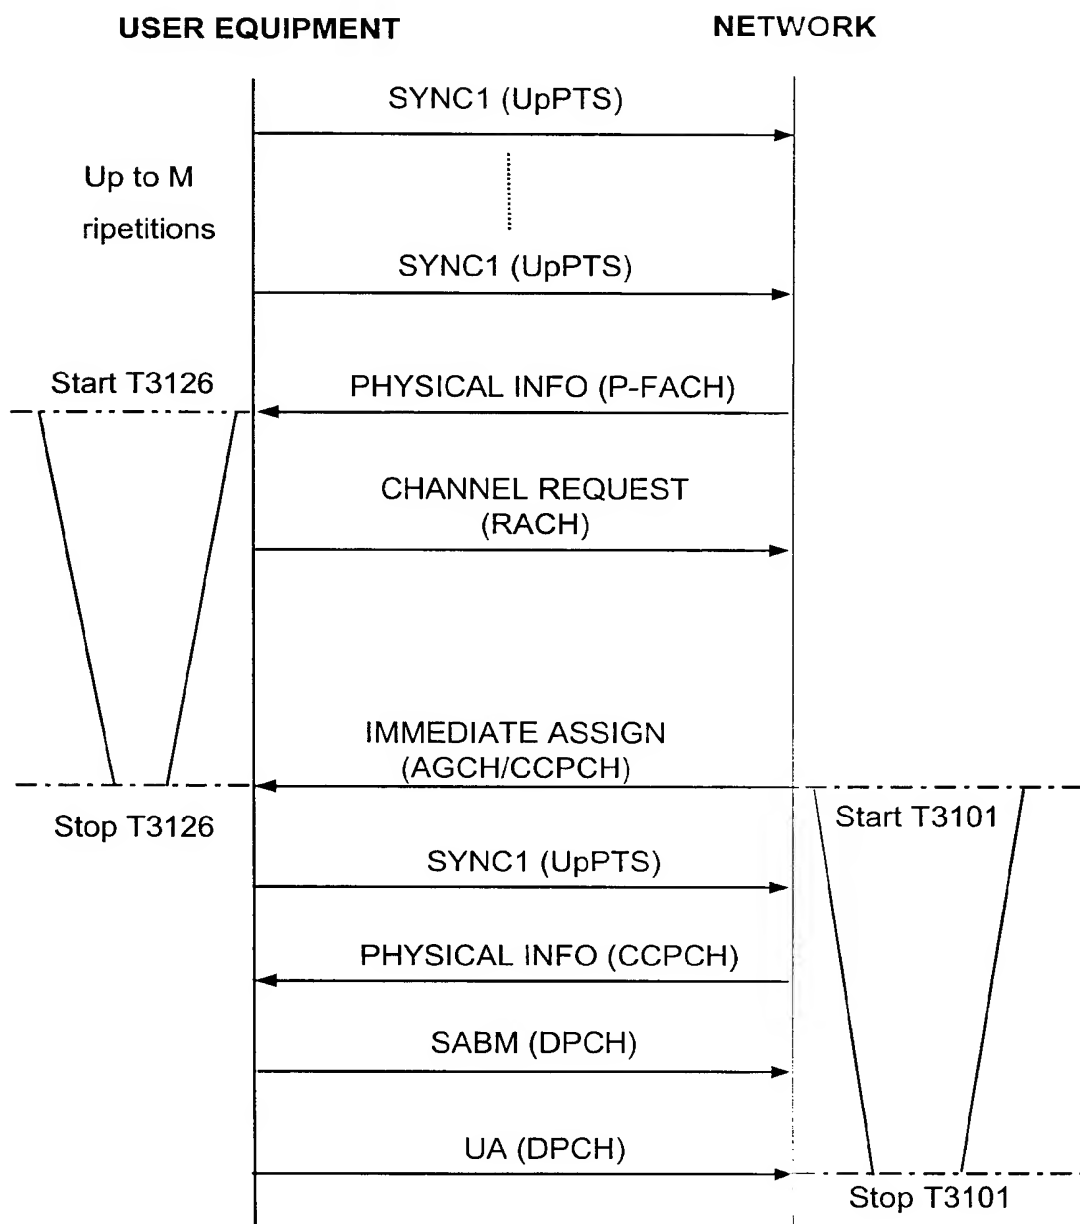 USER EQUIPMENT
NETWORK
SYNC1 (UpPTS)
Up to M
ripetitions
SYNC1 (UpPTS)
Start T3126
PHYSICAL INFO (P-FACH)
CHANNEL REQUEST
(RACH)
IMMEDIATE ASSIGN
(AGCH/CCPCH)
Stop T3126
Start T3101
SYNC1 (UpPTS)
PHYSICAL INFO (CCPCH)
SABM (DPCH)
UA (DPCH)
Stop T3101